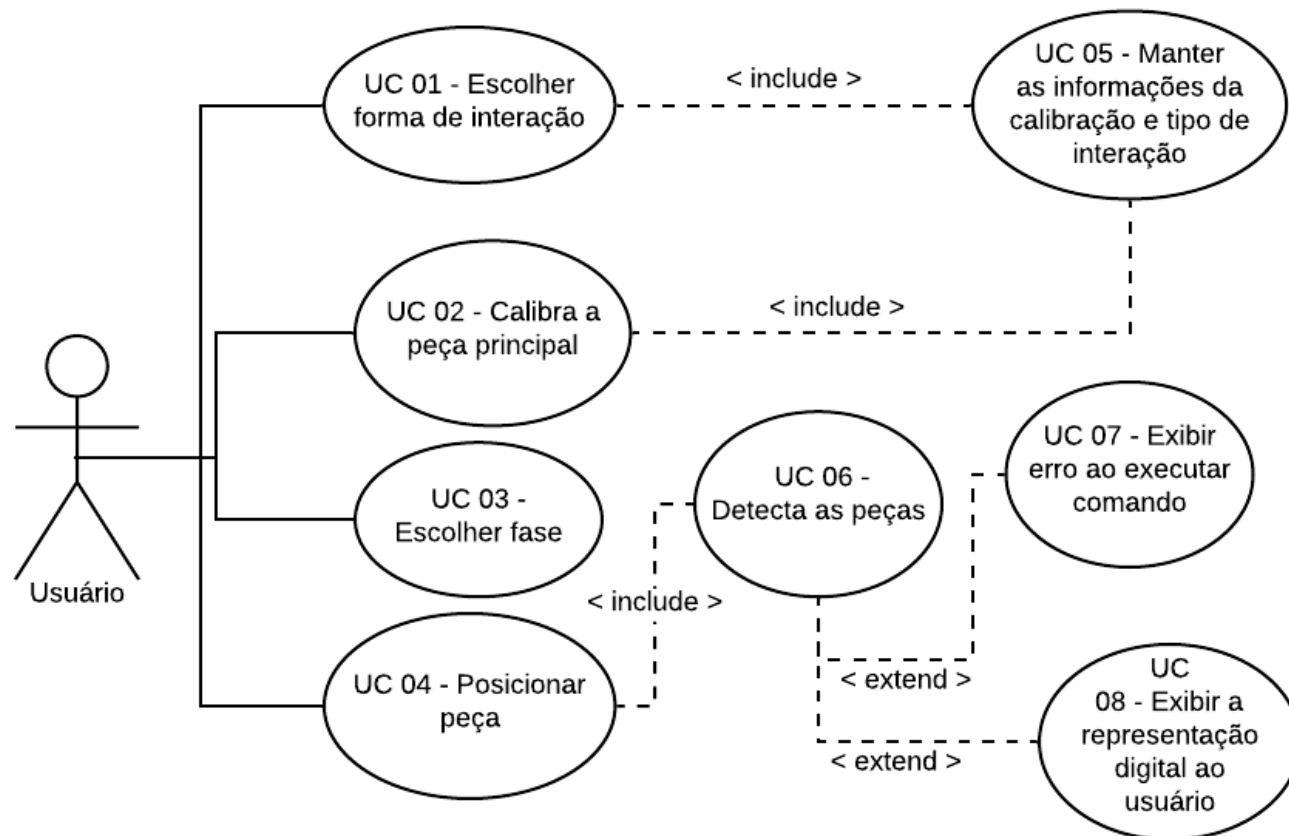 UC 01 - Escolher
forma de interação
< include >
UC 05 - Manter
as informações da
calibração e tipo de
interação
UC 02 - Calibra a
peça principal
< include >
UC 03 -
Escolher fase
UC 06 -
Detecta as peças
UC 07 - Exibir
erro ao executar
comando
Usuário
< include >
UC 04 - Posicionar
peça
< extend >
< extend >
UC
08 - Exibir a
representação
digital ao
usuário